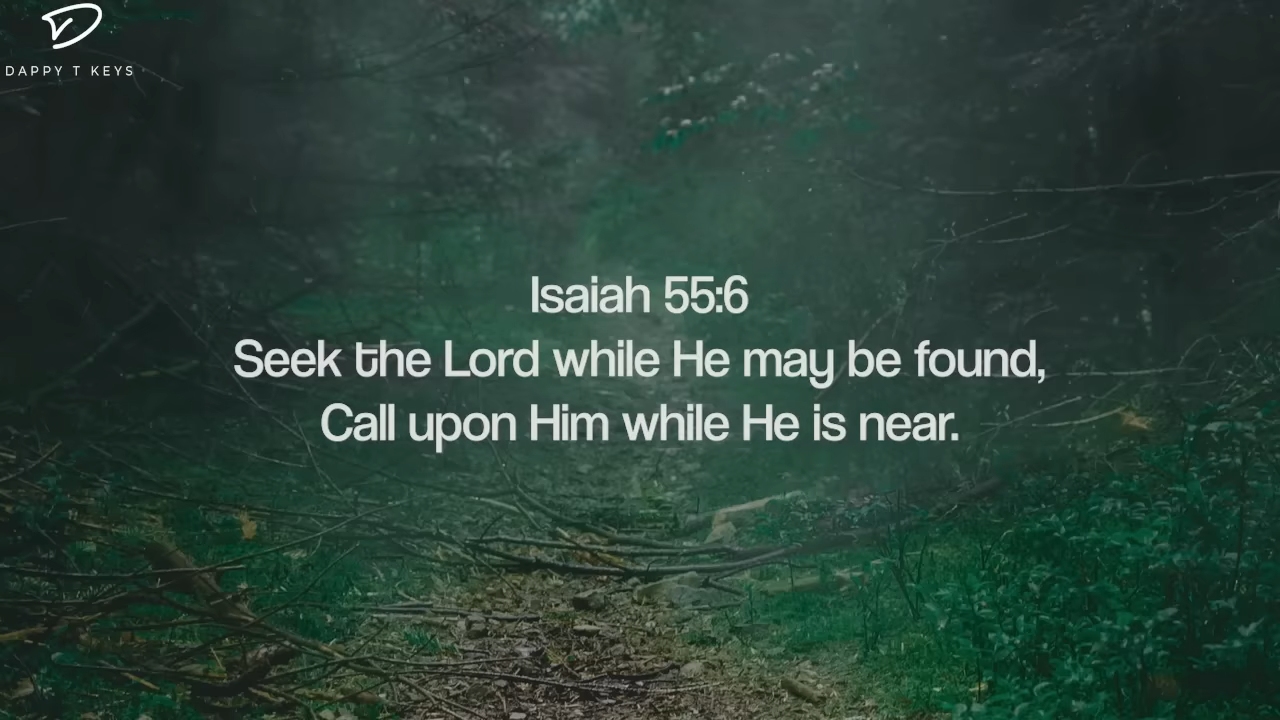 DAPPY T KEYS
Isaiah 55:6
Seek the Lord while He may be found,
Call upon Him while He is near.